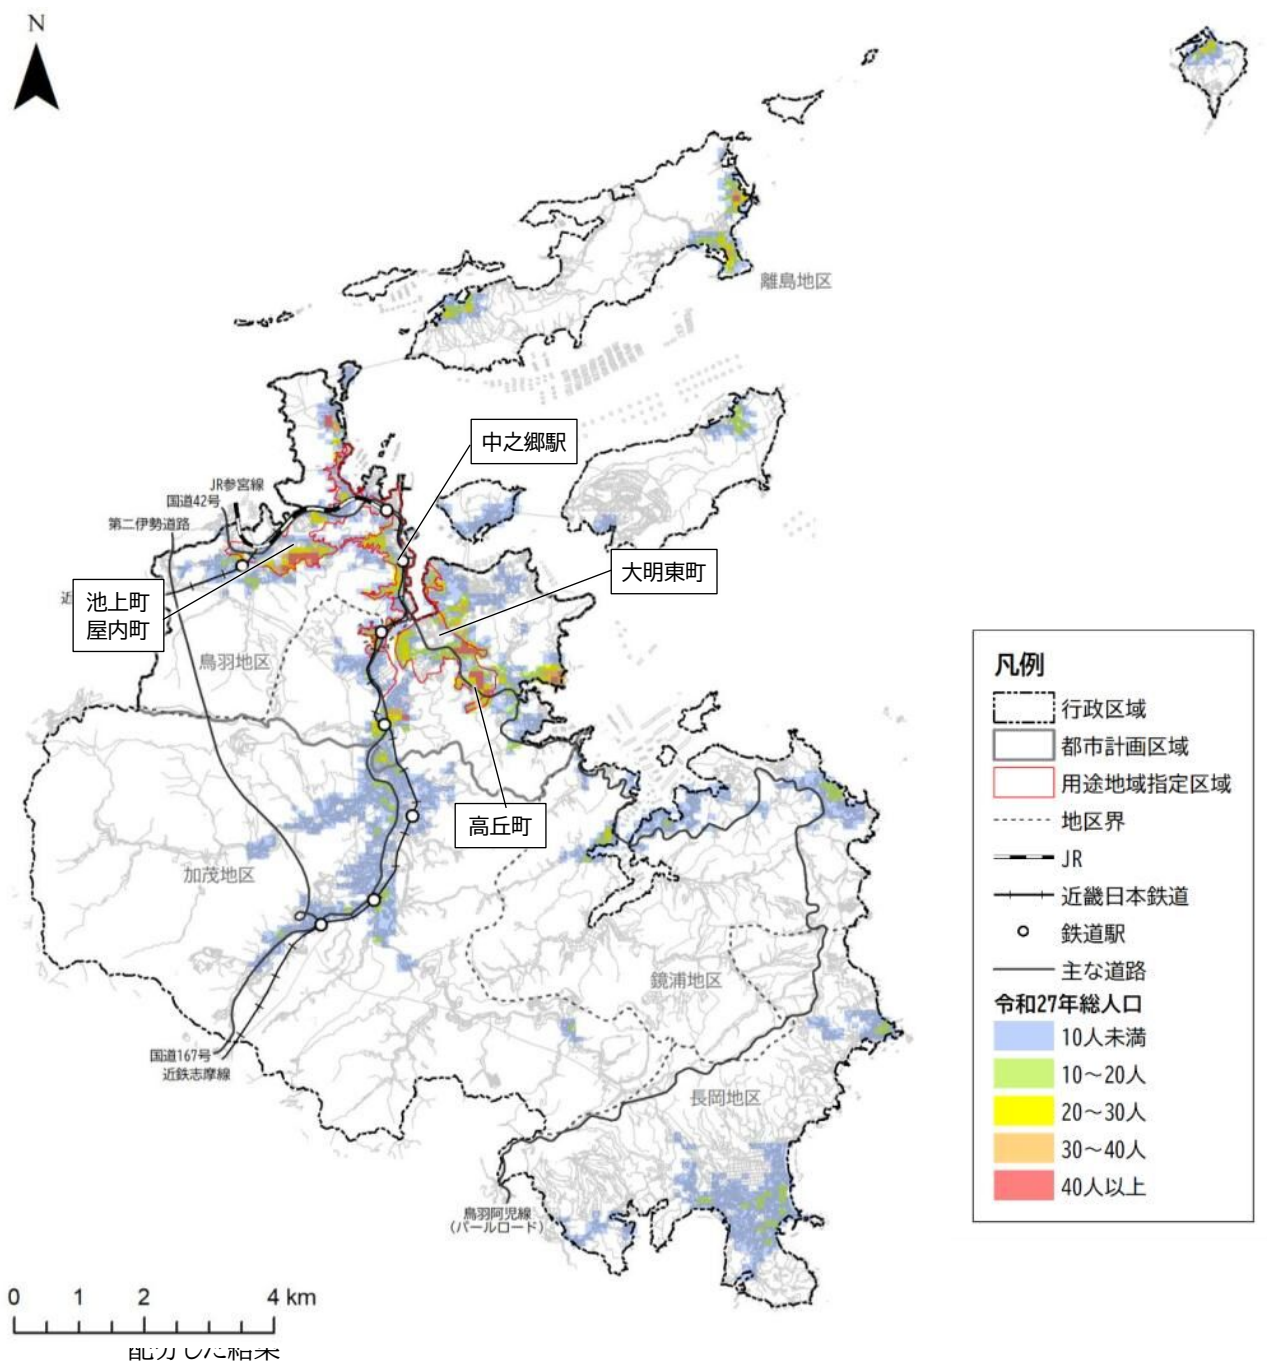 N
離島地区
中之郷駅
JR参宮線
国道42号
第二伊勢道路
大明東町
近
池上町
屋内町
鳥羽地区
高丘町
加茂地区
鏡浦地区
国道167号
近鉄志摩線
長岡地区
鳥羽阿児線
(パールロード)
凡例
行政区域
都市計画区域
用途地域指定区域
地区界
JR
近畿日本鉄道
鉄道駅
主な道路
令和27年総人口
10人未満
10～20人
20～30人
30～40人
40人以上
0 1 2 4 km
配分した結果